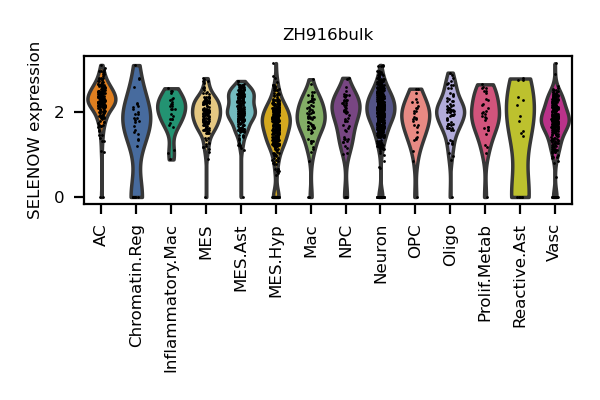 ZH916bulk
SELENOW expression
2
0
AC
Chromatin.Reg
Inflammatory.Mac
MES
MES.Ast
MES.Hyp
Mac
NPC
Neuron
OPC
Oligo
Prolif.Metab
Reactive.Ast
Vasc